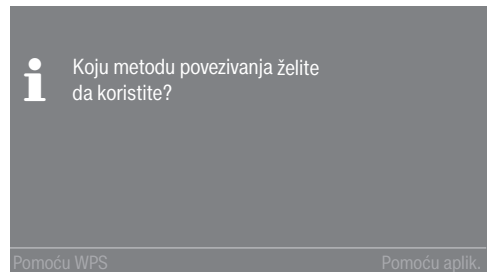 Koju metodu povezivanja želite
da koristite?
Pomoću WPS Pomoću aplik.